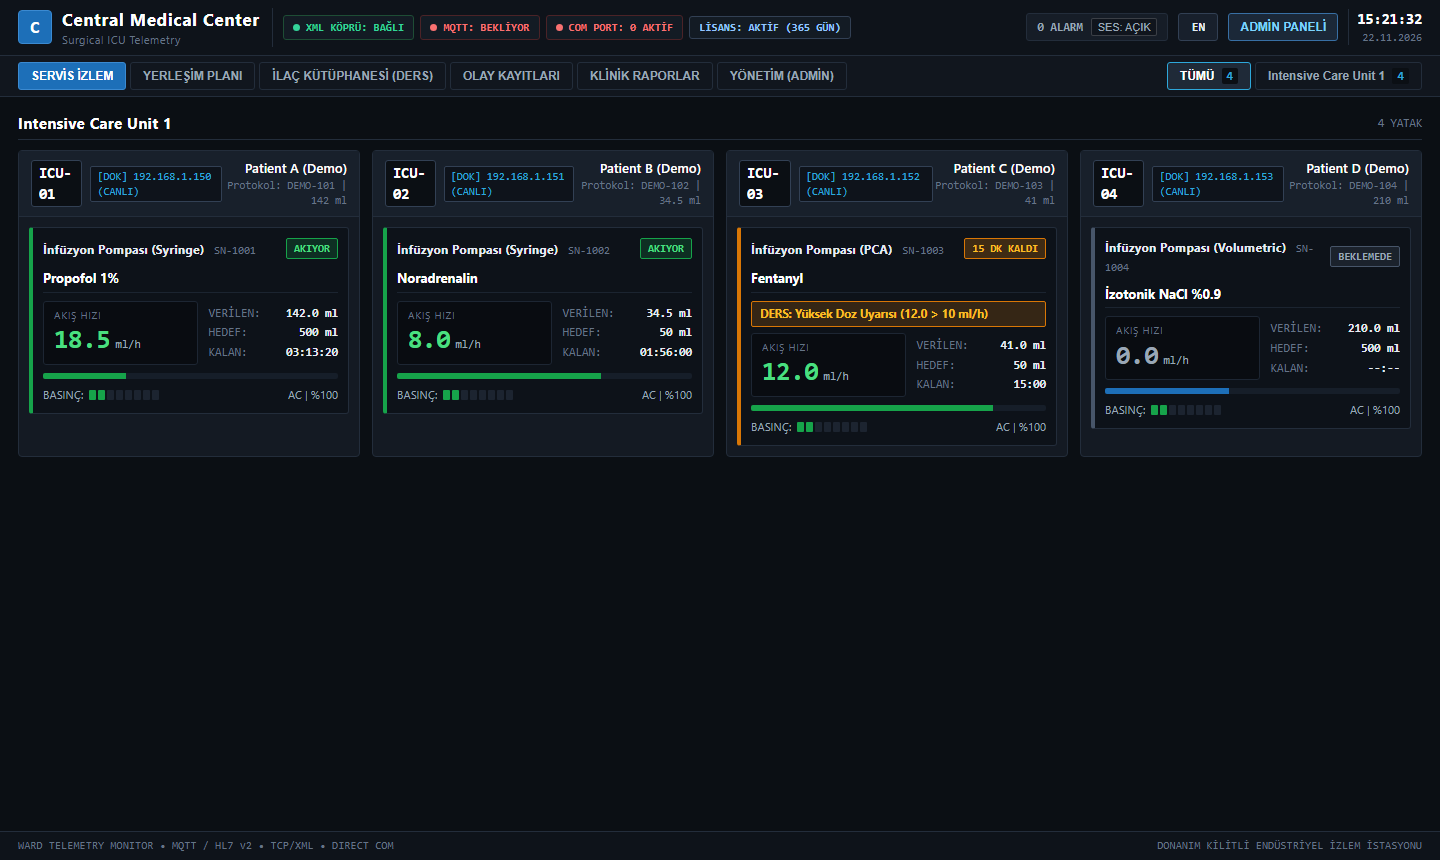 C
Central Medical Center
Surgical ICU Telemetry
XML KÖPRÜ: BAĞLI
MQTT: BEKLİYOR
COM PORT: 0 AKTİF
LİSANS: AKTİF (365 GÜN)
0 ALARM
SES: AÇIK
EN
ADMİN PANELİ
15:21:32
22.11.2026
SERVİS İZLEM
YERLEŞİM PLANI
İLAÇ KÜTÜPHANESİ (DERS)
OLAY KAYITLARI
KLİNİK RAPORLAR
YÖNETİM (ADMİN)
TÜMÜ 4
Intensive Care Unit 1 4
Intensive Care Unit 1
4 YATAK
ICU-
01
[DOK] 192.168.1.150
(CANLI)
Patient A (Demo)
Protokol: DEMO-101 |
142 ml
İnfüzyon Pompası (Syringe) SN-1001
AKIYOR
Propofol 1%
AKIŞ HIZI
18.5 ml/h
VERİLEN: 142.0 ml
HEDEF: 500 ml
KALAN: 03:13:20
BASINÇ:
AC | %100
ICU-
02
[DOK] 192.168.1.151
(CANLI)
Patient B (Demo)
Protokol: DEMO-102 |
34.5 ml
İnfüzyon Pompası (Syringe) SN-1002
AKIYOR
Noradrenalin
AKIŞ HIZI
8.0 ml/h
VERİLEN: 34.5 ml
HEDEF: 50 ml
KALAN: 01:56:00
BASINÇ:
AC | %100
ICU-
03
[DOK] 192.168.1.152
(CANLI)
Patient C (Demo)
Protokol: DEMO-103 |
41 ml
İnfüzyon Pompası (PCA) SN-1003
15 DK KALDI
Fentanyl
DERS: Yüksek Doz Uyarısı (12.0 > 10 ml/h)
AKIŞ HIZI
12.0 ml/h
VERİLEN: 41.0 ml
HEDEF: 50 ml
KALAN: 15:00
BASINÇ:
AC | %100
ICU-
04
[DOK] 192.168.1.153
(CANLI)
Patient D (Demo)
Protokol: DEMO-104 |
210 ml
İnfüzyon Pompası (Volumetric) SN-
1004
BEKLEMEDE
İzotonik NaCl %0.9
AKIŞ HIZI
0.0 ml/h
VERİLEN: 210.0 ml
HEDEF: 500 ml
KALAN: --:--
BASINÇ:
AC | %100
WARD TELEMETRY MONITOR • MQTT / HL7 v2 • TCP/XML • DIRECT COM
DONANIM KİLİTLİ ENDÜSTRİYEL İZLEM İSTASYONU